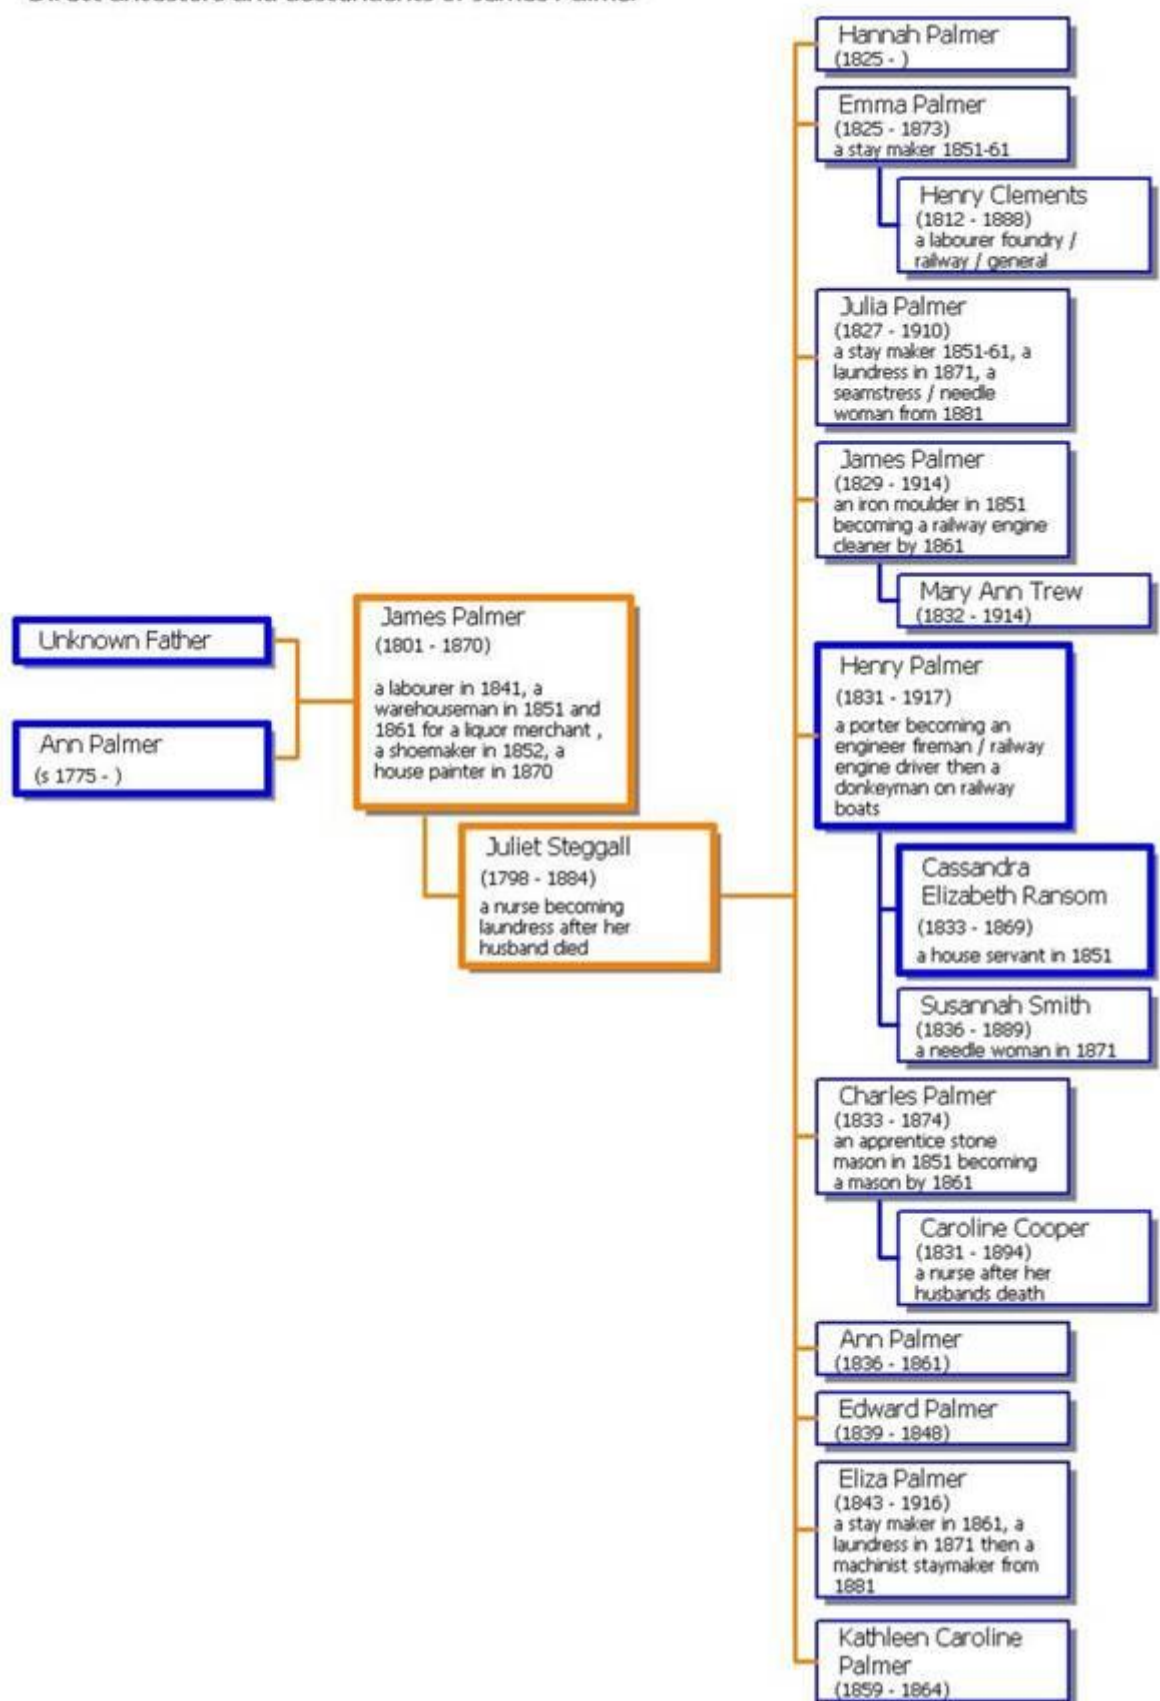 Direct ancestors and descendents of James Palmer
Hannah Palmer
(1825 - )
Emma Palmer
(1825 - 1873)
a stay maker 1851-61
Henry Clements
(1812 - 1888)
a labourer foundry /
railway / general
Julia Palmer
(1827 - 1910)
a stay maker 1851-61, a
laundress in 1871, a
seamstress / needle
woman from 1881
James Palmer
(1829 - 1914)
an iron moulder in 1851
becoming a railway engine
cleaner by 1861
Mary Ann Trew
(1832 - 1914)
Unknown Father
Ann Palmer
(s 1775 - )
James Palmer
(1801 - 1870)
a labourer in 1841, a
warehouseman in 1851 and
1861 for a liquor merchant ,
a shoemaker in 1852, a
house painter in 1870
Juliet Steggall
(1798 - 1884)
a nurse becoming
laundress after her
husband died
Henry Palmer
(1831 - 1917)
a porter becoming an
engineer fireman / railway
engine driver then a
donkeyman on railway
boats
Cassandra
Elizabeth Ransom
(1833 - 1869)
a house servant in 1851
Susannah Smith
(1836 - 1889)
a needle woman in 1871
Charles Palmer
(1833 - 1874)
an apprentice stone
mason in 1851 becoming
a mason by 1861
Caroline Cooper
(1831 - 1894)
a nurse after her
husbands death
Ann Palmer
(1836 - 1861)
Edward Palmer
(1839 - 1848)
Eliza Palmer
(1843 - 1916)
a stay maker in 1861, a
laundress in 1871 then a
machinist staymaker from
1881
Kathleen Caroline
Palmer
(1859 - 1864)